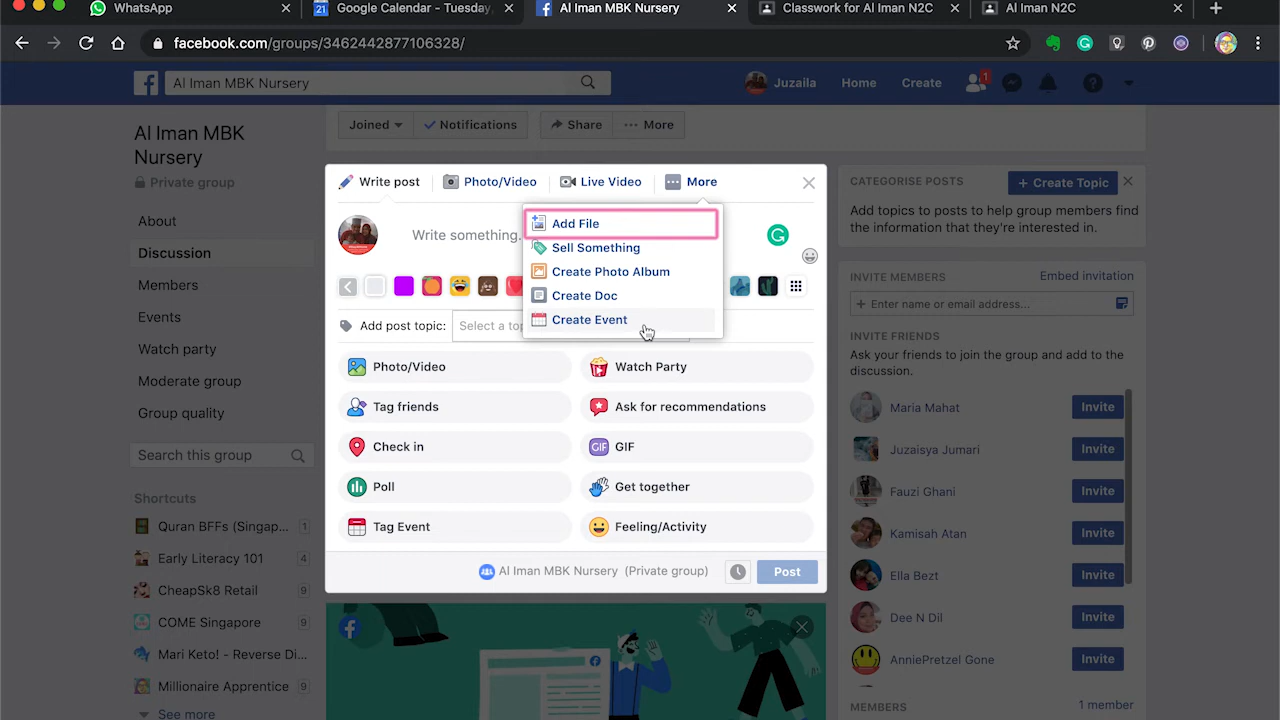 WhatsApp
Google Calendar - Tuesday,
Al Iman MBK Nursery
Classwork for Al Iman N2C
Al Iman N2C
facebook.com/groups/3462442877106328/
Al Iman MBK Nursery
Juzaila
Home
Create
1
Al Iman MBK
Nursery
Private group
About
Discussion
Members
Events
Watch party
Moderate group
Group quality
Search this group
Shortcuts
Quran BFFs (Singap... 1
Early Literacy 101 4
CheapSk8 Retail 9
COME Singapore 9
Mari Keto! - Reverse Di...
Millionaire Apprentice 9
See more
Joined
Notifications
Share
More
Write post
Photo/Video
Live Video
More
Write something.
Add File
Sell Something
Create Photo Album
Create Doc
Create Event
Add post topic:
Select a top
Photo/Video
Watch Party
Tag friends
Ask for recommendations
Check in
GIF
GIF
Poll
Get together
Tag Event
Feeling/Activity
Al Iman MBK Nursery (Private group)
Post
CATEGORISE POSTS
+ Create Topic
Add topics to posts to help group members find
the information that they're interested in.
INVITE MEMBERS
Embed invitation
+ Enter name or email address...
INVITE FRIENDS
Ask your friends to join the group and add to the
discussion.
Maria Mahat Invite
Juzaisya Jumari Invite
Fauzi Ghani Invite
Kamisah Atan Invite
Ella Bezt Invite
Dee N Dil Invite
AnniePretzel Gone Invite
MEMBERS
1 member